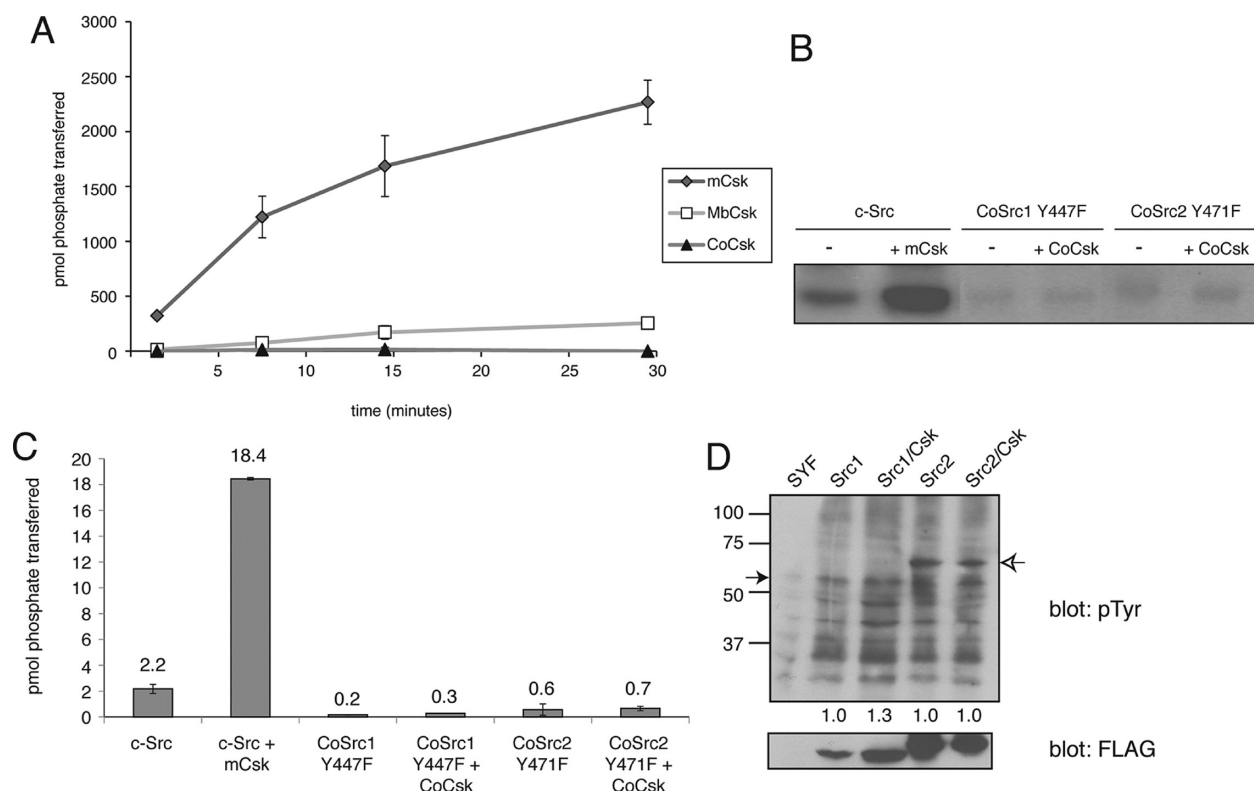 A
3000
2500
2000
1500
1000
500
0
pmol phosphate transferred
5
10
15
20
25
30
time (minutes)
mCsk
MbCsk
CoCsk
B
c-Src
CoSrc1 Y447F
CoSrc2 Y471F
-
+ mCsk
-
+ CoCsk
-
+ CoCsk
C
20
18
16
14
12
10
8
6
4
2
0
pmol phosphate transferred
2.2
18.4
0.2
0.3
0.6
0.7
c-Src
c-Src +
mCsk
CoSrc1
Y447F
CoSrc1
Y447F +
CoCsk
CoSrc2
Y471F
CoSrc2
Y471F +
CoCsk
D
SYF
Src1
Src1/Csk
Src2
Src2/Csk
100
75
50
37
blot: pTyr
1.0
1.3
1.0
1.0
blot: FLAG